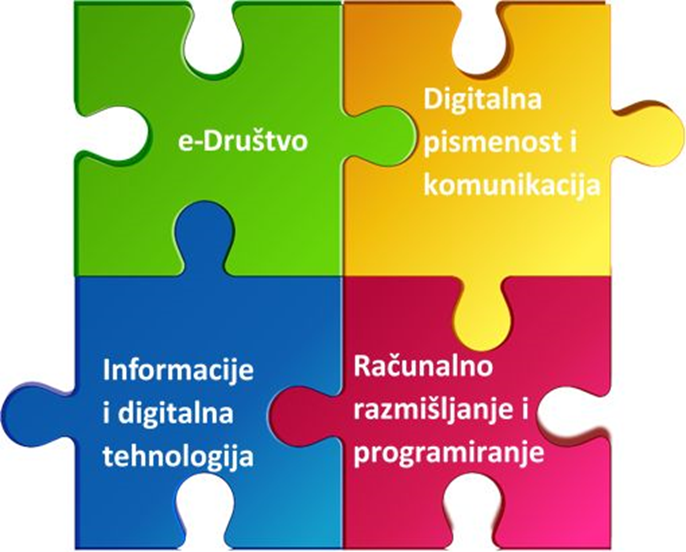 e-Društvo
Digitalna
pismenost i
komunikacija
Informacije
i digitalna
tehnologija
Računalno
razmišljanje i
programiranje